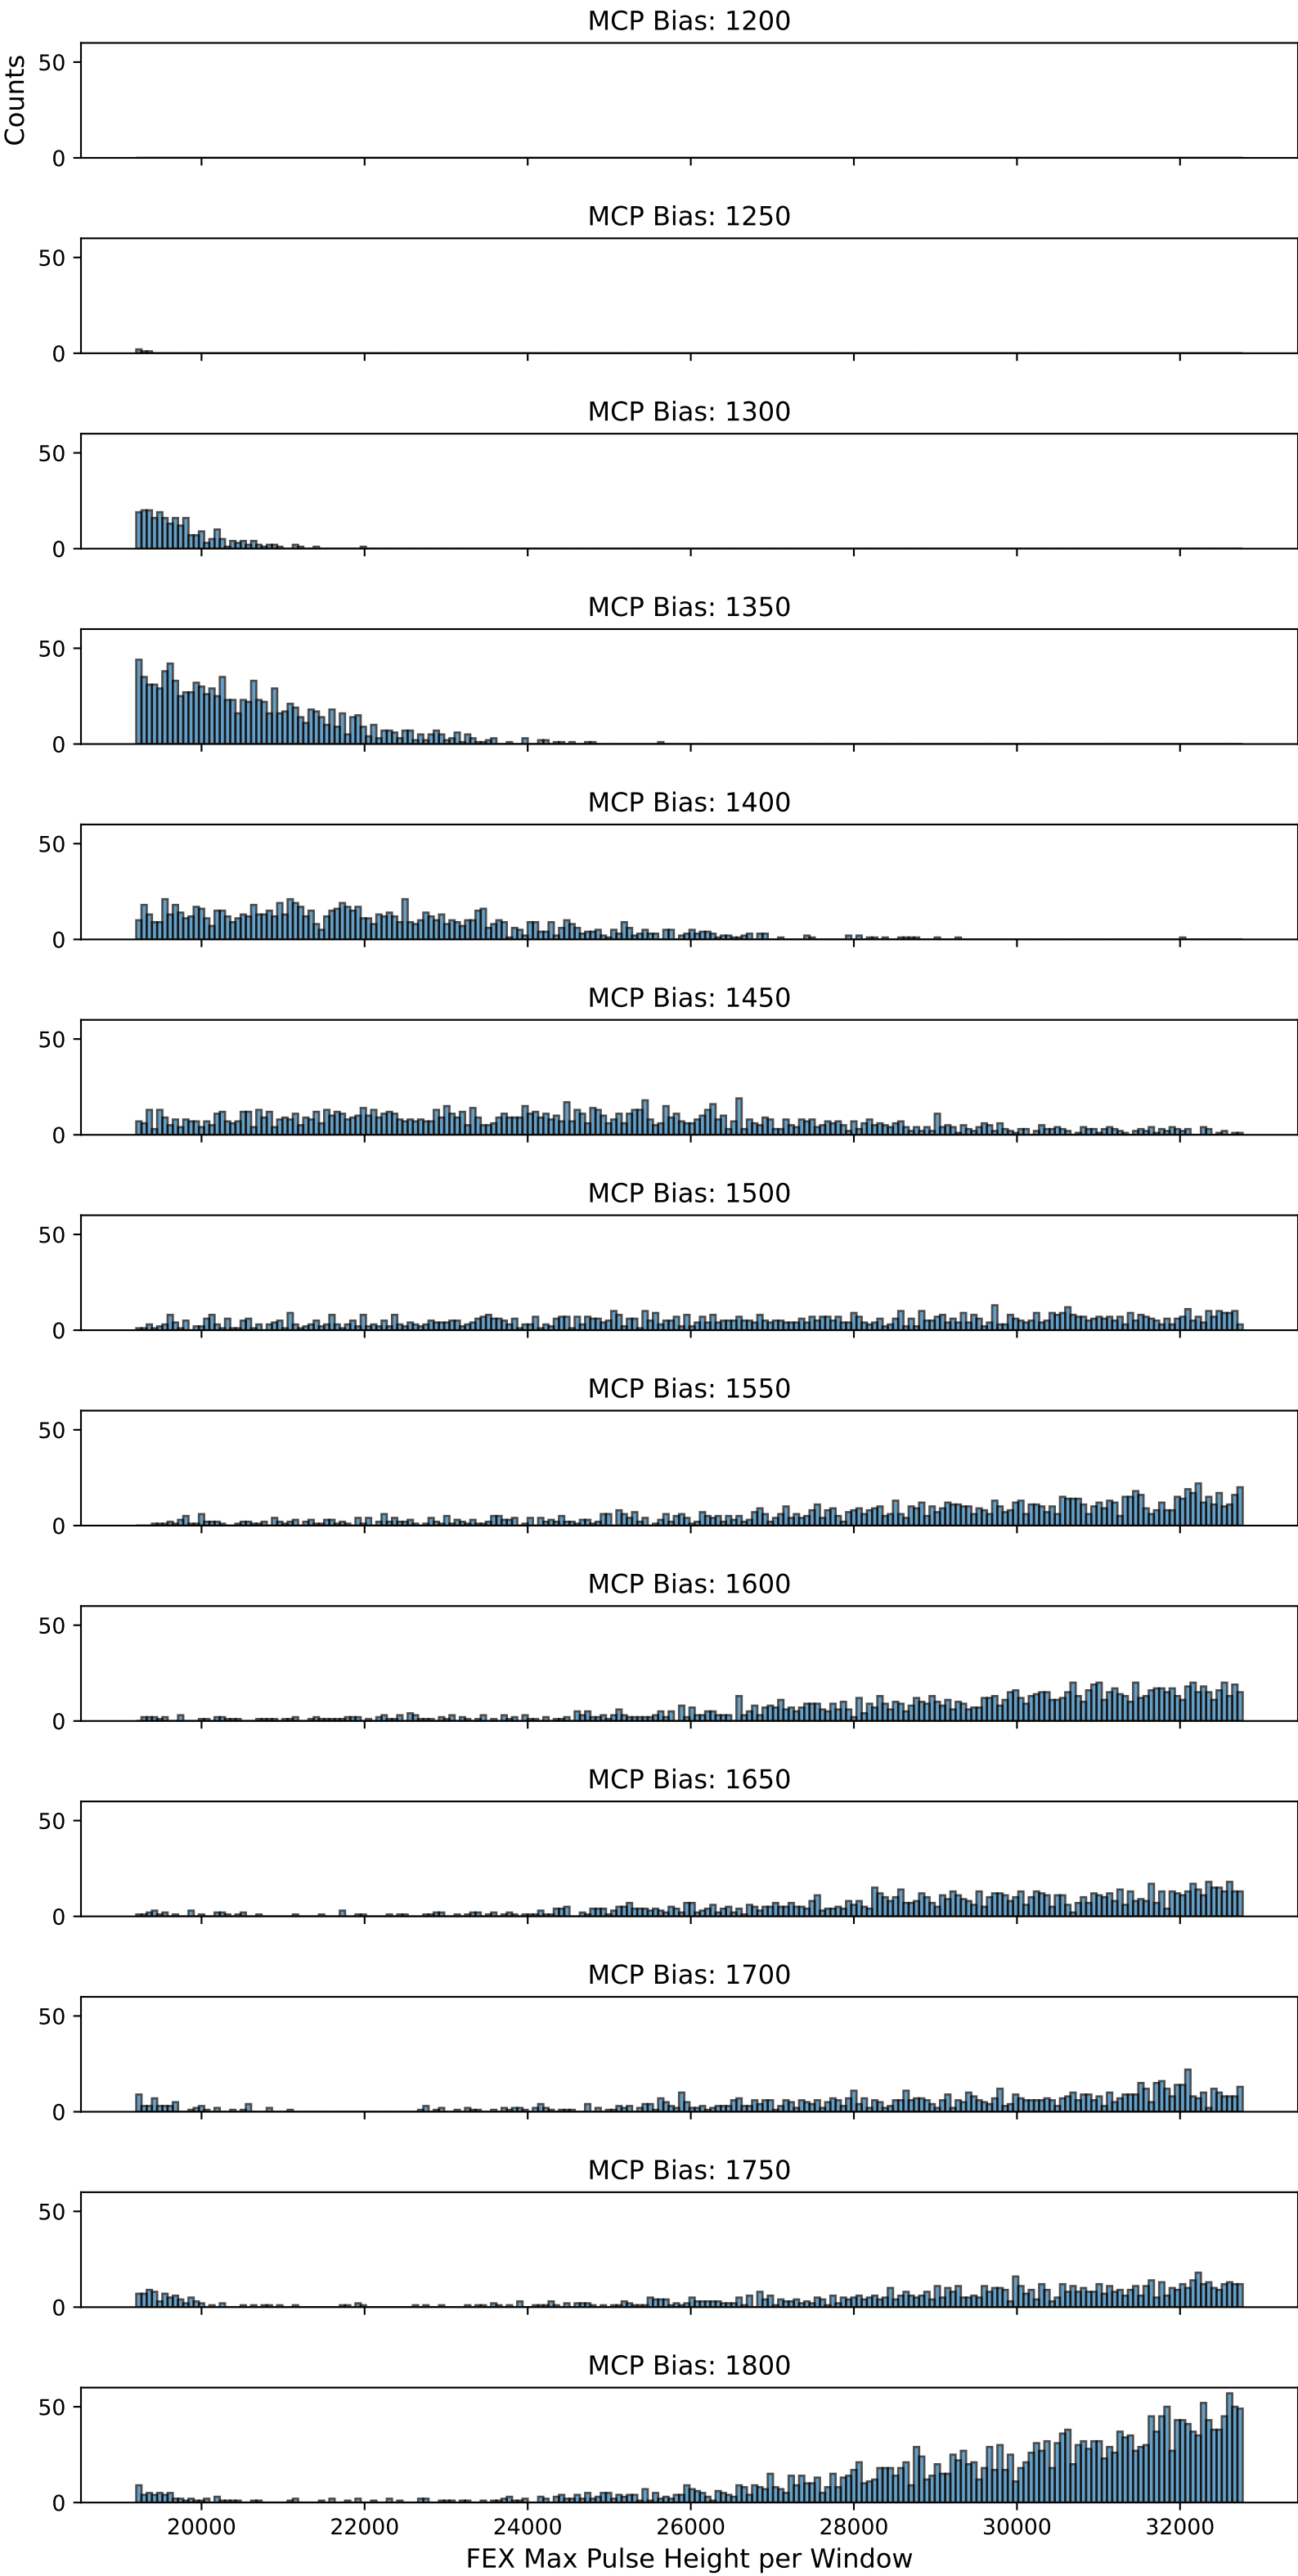 MCP Bias: 1200
Counts
50
0
MCP Bias: 1250
50
0
MCP Bias: 1300
50
0
MCP Bias: 1350
50
0
MCP Bias: 1400
50
0
MCP Bias: 1450
50
0
MCP Bias: 1500
50
0
MCP Bias: 1550
50
0
MCP Bias: 1600
50
0
MCP Bias: 1650
50
0
MCP Bias: 1700
50
0
MCP Bias: 1750
50
0
MCP Bias: 1800
50
0
20000 22000 24000 26000 28000 30000 32000
FEX Max Pulse Height per Window